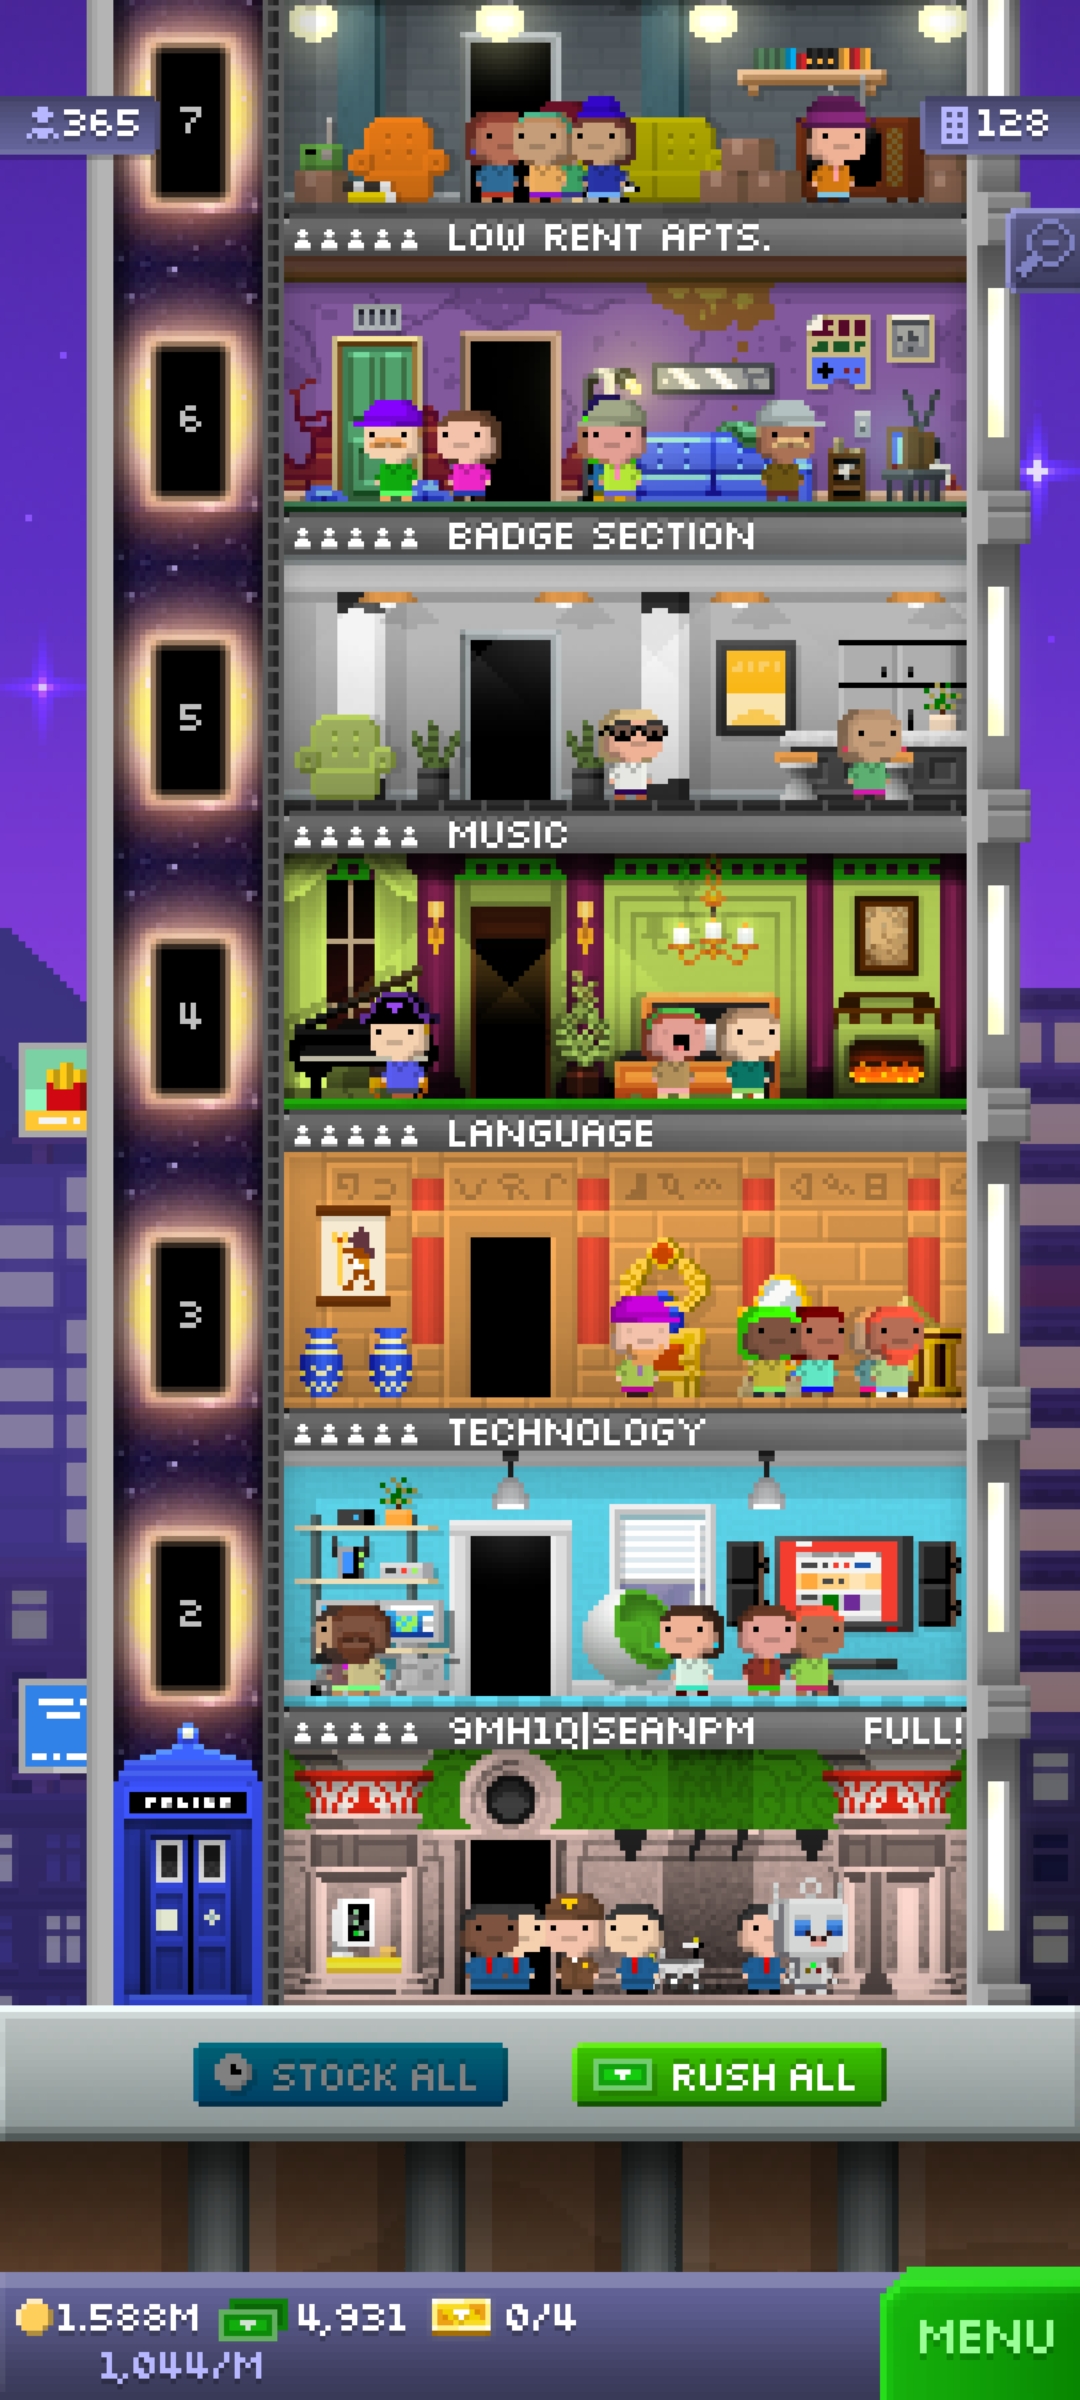 7
365
128
LOW RENT APTS.
6
BADGE SECTION
5
MUSIC
4
LANGUAGE
3
TECHNOLOGY
2
9MH1Q|SEANPM FULL!
POLICE
STOCK ALL
RUSH ALL
1.588M 4,931 0/4
1,044/M
MENU